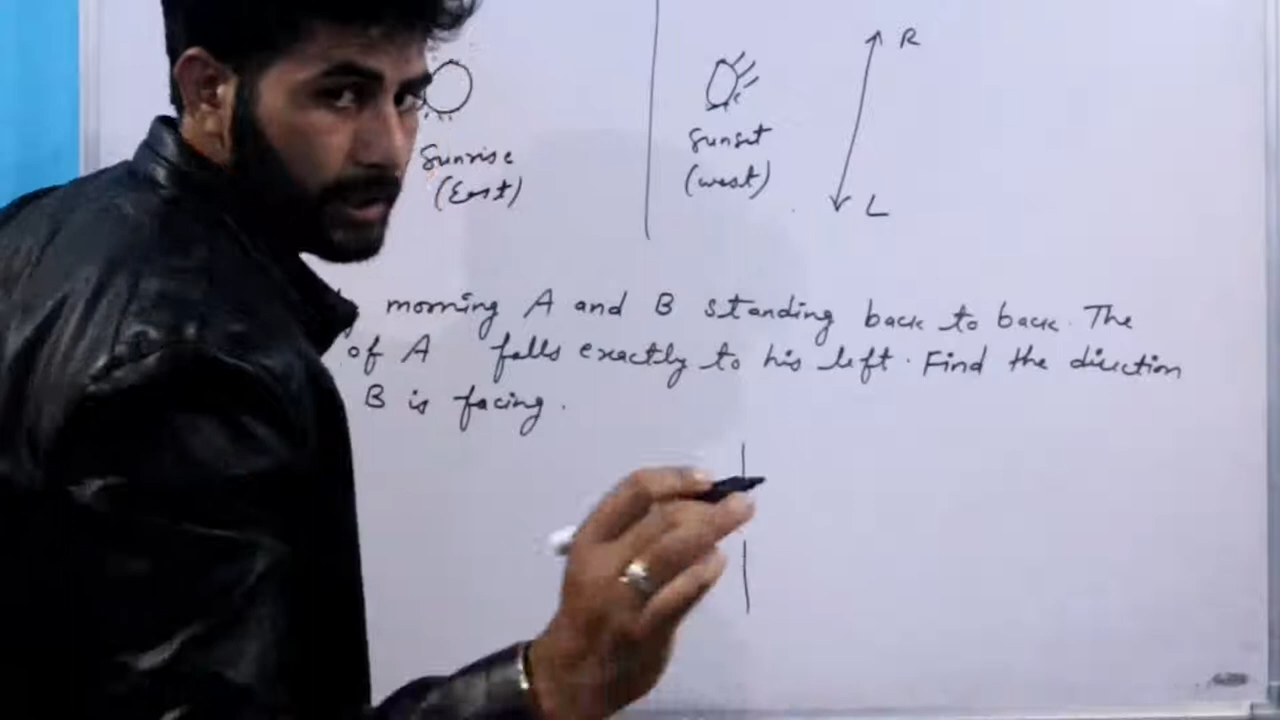 Sunrise
(East)
Sunset
(west)
R
L
morning A and B standing back to back. The
of A falls exactly to his left. Find the direction
B is facing.